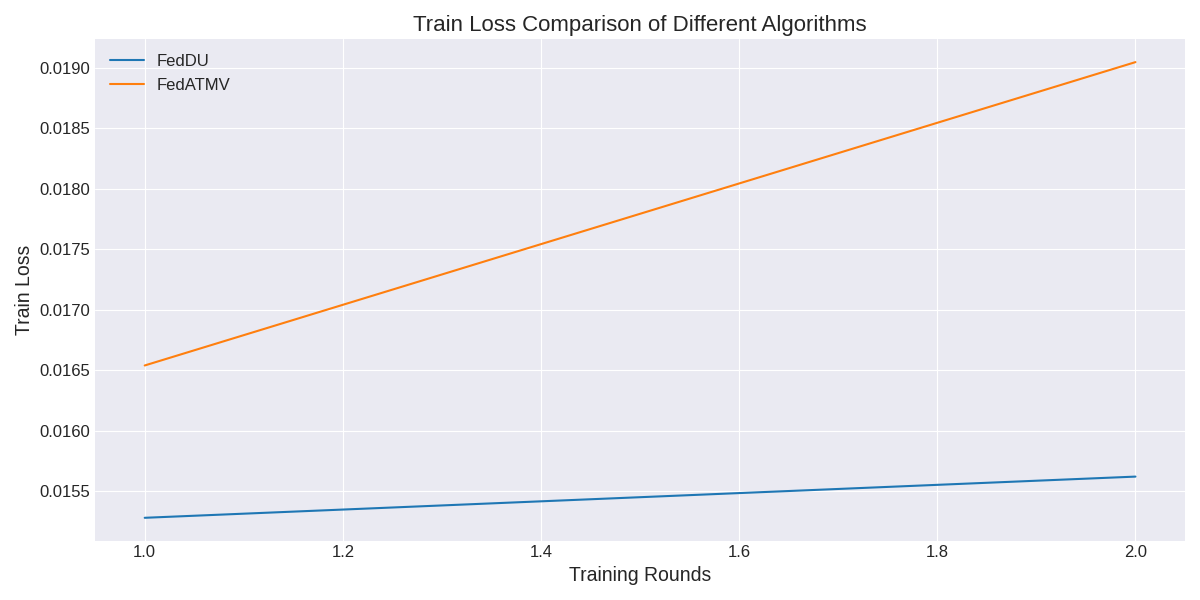 Train Loss Comparison of Different Algorithms
FedDU
FedATMV
Train Loss
0.0190
0.0185
0.0180
0.0175
0.0170
0.0165
0.0160
0.0155
1.0 1.2 1.4 1.6 1.8 2.0
Training Rounds